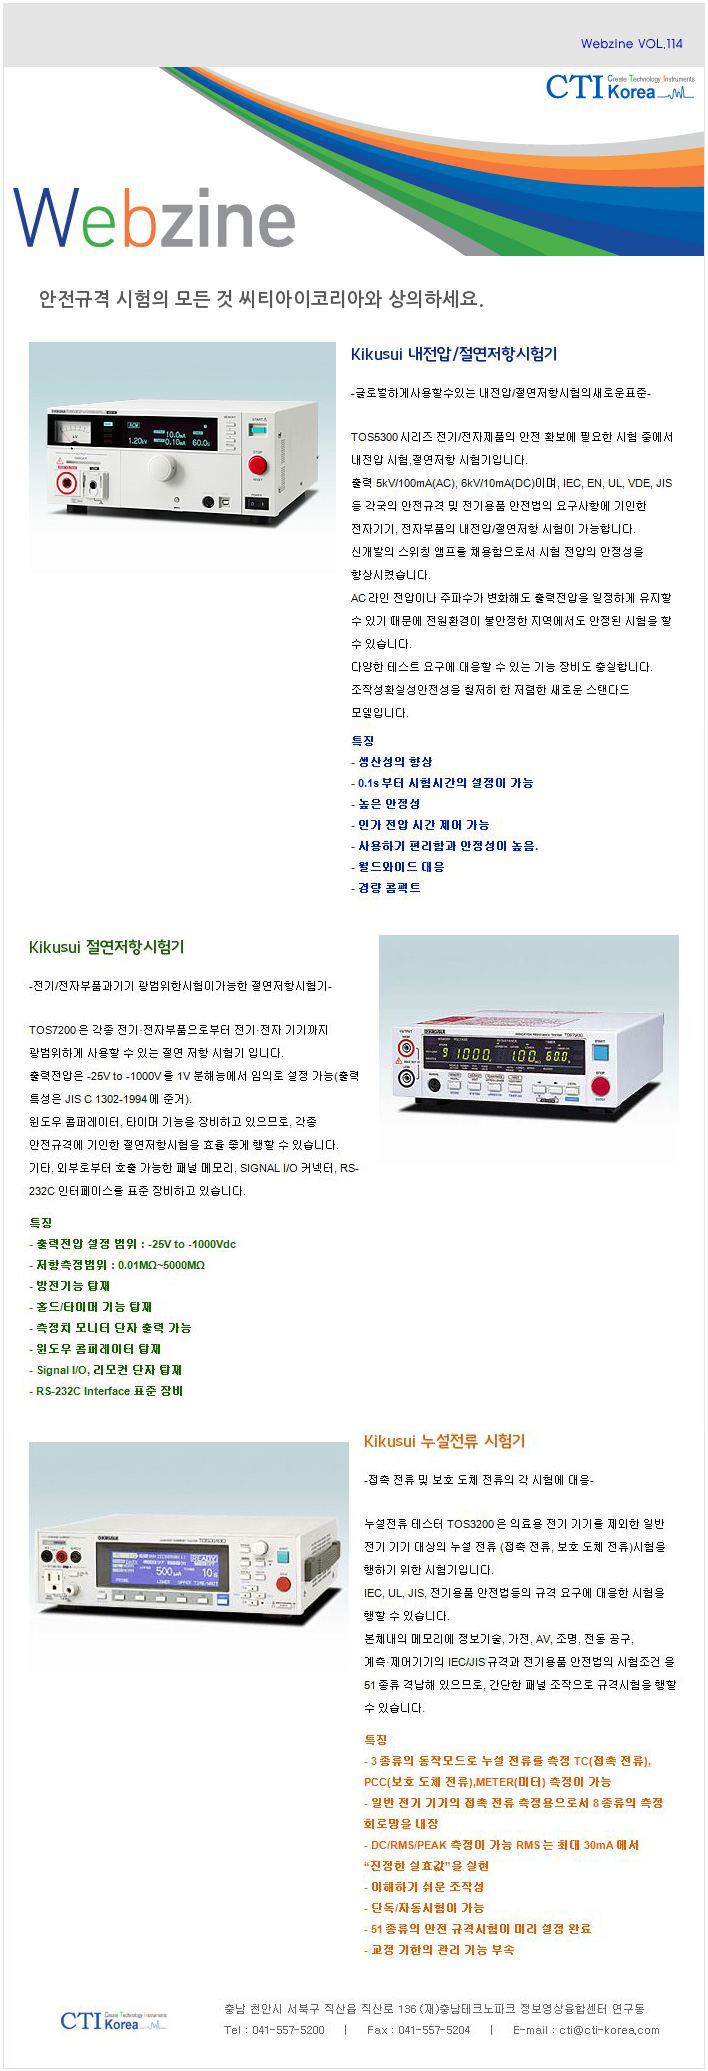 Webzine VOL.114
CTI Korea Create Technology Instruments
Webzine
안전규격 시험의 모든 것 씨티아이코리아와 상의하세요.
Kikusui 내전압/절연저항시험기
-글로벌하게사용할수있는 내전압/절연저항시험의새로운표준-
TOS5300 시리즈 전기/전자제품의 안전 확보에 필요한 시험 중에서
내전압 시험,절연저항 시험기입니다.
출력 5kV/100mA(AC), 6kV/10mA(DC)이며, IEC, EN, UL, VDE, JIS
등 각국의 안전규격 및 전기용품 안전법의 요구사항에 기인한
전자기기, 전자부품의 내전압/절연저항 시험이 가능합니다.
신개발의 스위칭 앰프를 채용함으로서 시험 전압의 안정성을
향상시켰습니다.
AC 라인 전압이나 주파수가 변화해도 출력전압을 일정하게 유지할
수 있기 때문에 전원환경이 불안정한 지역에서도 안정된 시험을 할
수 있습니다.
다양한 테스트 요구에 대응할 수 있는 기능 장비도 충실합니다.
조작성확실성안전성을 철저히 한 저렴한 새로운 스탠다드
모델입니다.
특징
- 생산성의 향상
- 0.1s 부터 시험시간의 설정이 가능
- 높은 안정성
- 인가 전압 시간 제어 가능
- 사용하기 편리함과 안정성이 높음.
- 월드와이드 대응
- 경량 콤팩트
Kikusui 절연저항시험기
-전기/전자부품과기기 광범위한시험이가능한 절연저항시험기-
TOS7200 은 각종 전기·전자부품으로부터 전기·전자 기기까지
광범위하게 사용할 수 있는 절연 저항 시험기 입니다.
출력전압은 -25V to -1000V 를 1V 분해능에서 임의로 설정 가능(출력
특성은 JIS C 1302-1994 에 준거).
윈도우 콤퍼레이터, 타이머 기능을 장비하고 있으므로, 각종
안전규격에 기인한 절연저항시험을 효율 좋게 행할 수 있습니다.
기타, 외부로부터 호출 가능한 패널 메모리, SIGNAL I/O 커넥터, RS-
232C 인터페이스를 표준 장비하고 있습니다.
특징
- 출력전압 설정 범위 : -25V to -1000Vdc
- 저항측정범위 : 0.01MΩ~5000MΩ
- 방전기능 탑재
- 홀드/타이머 기능 탑재
- 측정치 모니터 단자 출력 가능
- 윈도우 콤퍼레이터 탑재
- Signal I/O, 리모컨 단자 탑재
- RS-232C Interface 표준 장비
Kikusui 누설전류 시험기
-접촉 전류 및 보호 도체 전류의 각 시험에 대응-
누설전류 테스터 TOS3200 은 의료용 전기 기기를 제외한 일반
전기 기기 대상의 누설 전류 (접촉 전류, 보호 도체 전류)시험을
행하기 위한 시험기입니다.
IEC, UL, JIS, 전기용품 안전법등의 규격 요구에 대응한 시험을
행할 수 있습니다.
본체내의 메모리에 정보기술, 가전, AV, 조명, 전동 공구,
계측·제어기기의 IEC/JIS 규격과 전기용품 안전법의 시험조건 을
51 종류 격납해 있으므로, 간단한 패널 조작으로 규격시험을 행할
수 있습니다.
특징
- 3 종류의 동작모드로 누설 전류를 측정 TC(접촉 전류),
PCC(보호 도체 전류),METER(미터) 측정이 가능
- 일반 전기 기기의 접촉 전류 측정용으로서 8 종류의 측정
회로망을 내장
- DC/RMS/PEAK 측정이 가능 RMS 는 최대 30mA 에서
“진정한 실효값”을 실현
- 이해하기 쉬운 조작성
- 단독/자동시험이 가능
- 51 종류의 안전 규격시험이 미리 설정 완료
- 교정 기한의 관리 기능 부속
CTI Korea Create Technology Instruments
충남 천안시 서북구 직산읍 직산로 136 (재)충남테크노파크 정보영상융합센터 연구동
Tel : 041-557-5200 | Fax : 041-557-5204 | E-mail : cti@cti-korea.com